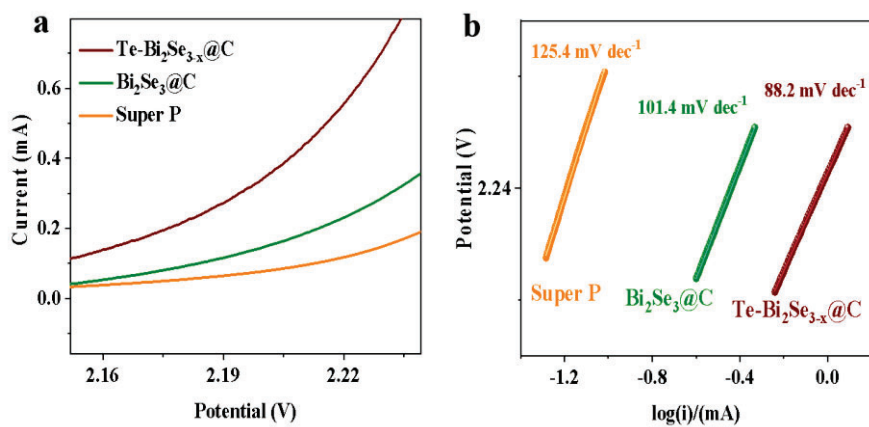 a
Te-Bi₂Se₃₋ₓ@C
Bi₂Se₃@C
Super P
Current (mA)
0.6
0.4
0.2
0.0
2.16
2.19
2.22
Potential (V)
b
125.4 mV dec⁻¹
101.4 mV dec⁻¹
88.2 mV dec⁻¹
Potential (V)
2.24
Super P
Bi₂Se₃@C
Te-Bi₂Se₃₋ₓ@C
-1.2
-0.8
-0.4
0.0
log(i)/(mA)